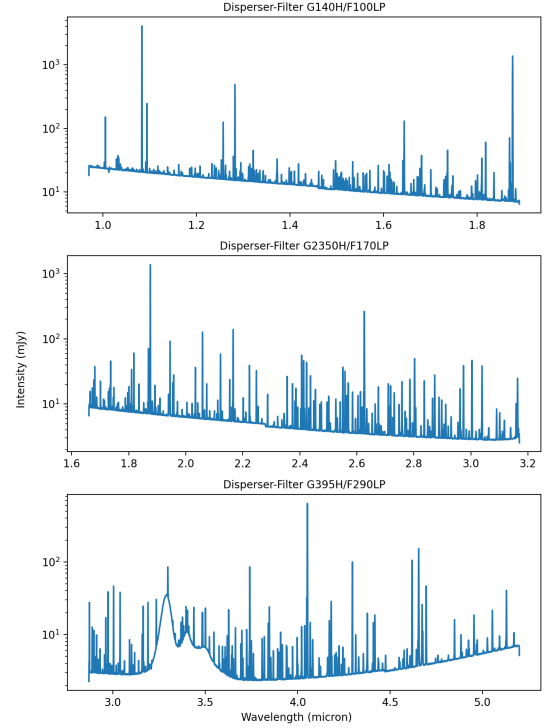 Disperser-Filter G140H/F100LP
10³
10²
10¹
1.0 1.2 1.4 1.6 1.8
Disperser-Filter G2350H/F170LP
10³
10²
10¹
1.6 1.8 2.0 2.2 2.4 2.6 2.8 3.0 3.2
Intensity (mJy)
Disperser-Filter G395H/F290LP
10²
10¹
3.0 3.5 4.0 4.5 5.0
Wavelength (micron)